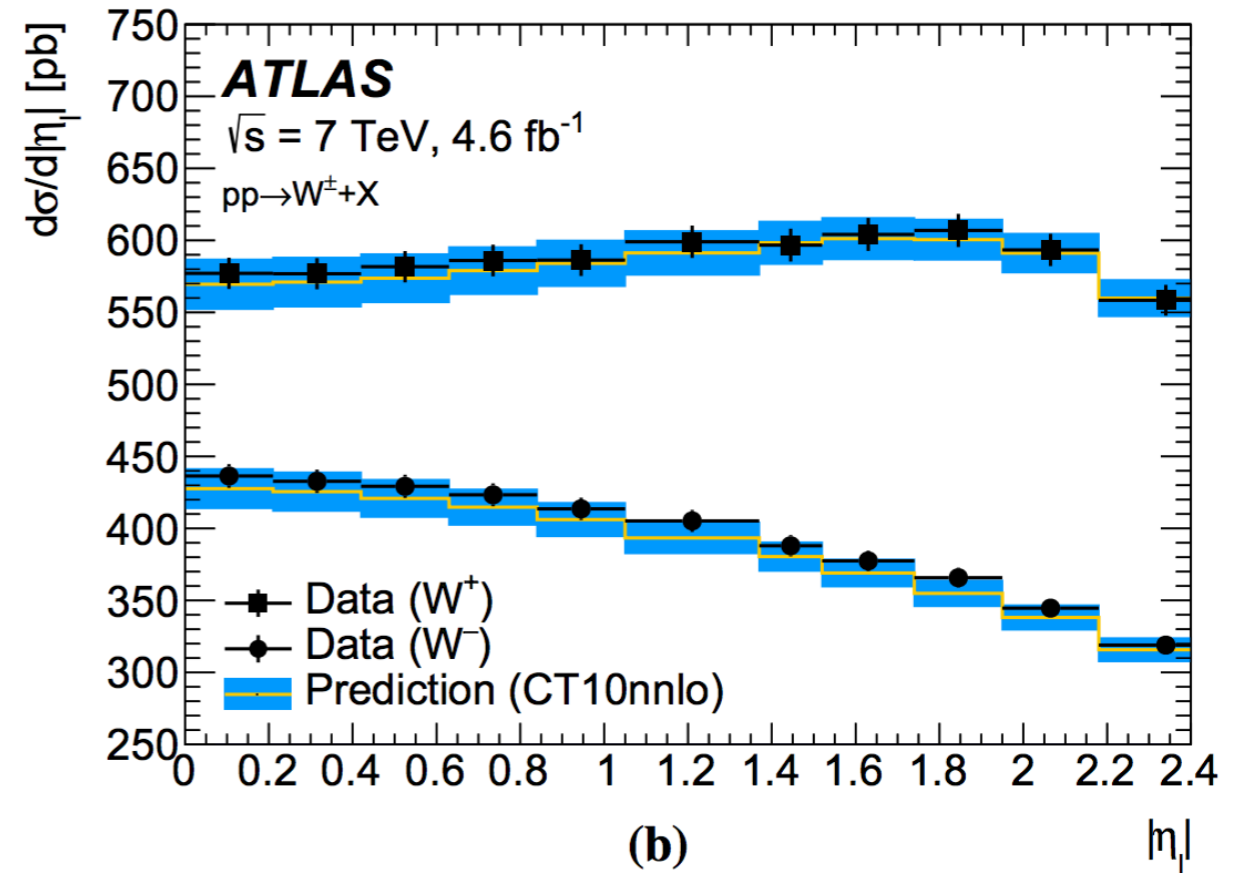 dσ/d|ηl| [pb]
750
700
650
600
550
500
450
400
350
300
250
ATLAS
√s = 7 TeV, 4.6 fb-1
pp→W±+X
Data (W+)
Data (W–)
Prediction (CT10nnlo)
0 0.2 0.4 0.6 0.8 1 1.2 1.4 1.6 1.8 2 2.2 2.4
|ηl|
(b)